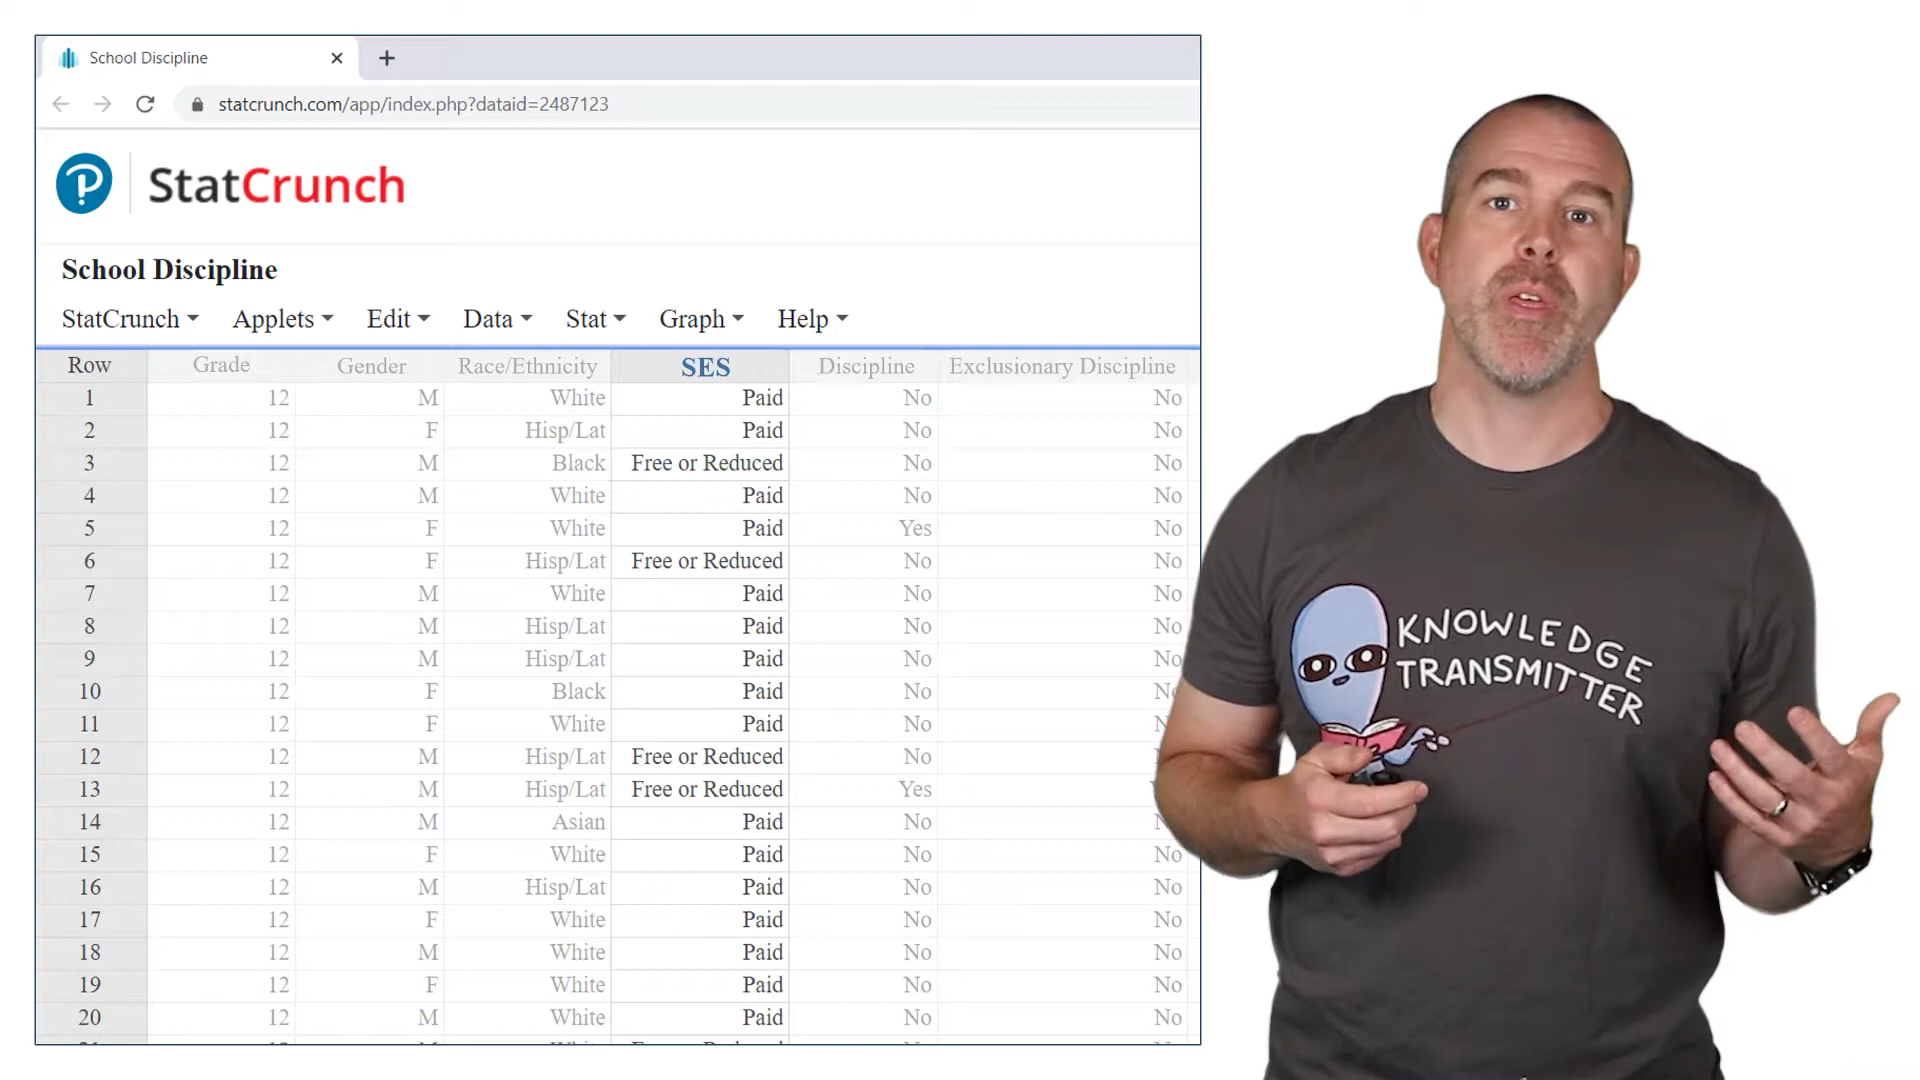 School Discipline
statcrunch.com/app/index.php?dataid=2487123
StatCrunch
School Discipline
StatCrunch Applets Edit Data Stat Graph Help
Row Grade Gender Race/Ethnicity SES Discipline Exclusionary Discipline
1 12 M White Paid No No
2 12 F Hisp/Lat Paid No No
3 12 M Black Free or Reduced No No
4 12 M White Paid No No
5 12 F White Paid Yes No
6 12 F Hisp/Lat Free or Reduced No No
7 12 M White Paid No No
8 12 M Hisp/Lat Paid No No
9 12 M Hisp/Lat Paid No No
10 12 F Black Paid No
11 12 F White Paid No
12 12 M Hisp/Lat Free or Reduced No
13 12 M Hisp/Lat Free or Reduced Yes
14 12 M Asian Paid No
15 12 F White Paid No No
16 12 M Hisp/Lat Paid No No
17 12 F White Paid No No
18 12 M White Paid No No
19 12 F White Paid No No
20 12 M White Paid No No
KNOWLEDGE
TRANSMITTER